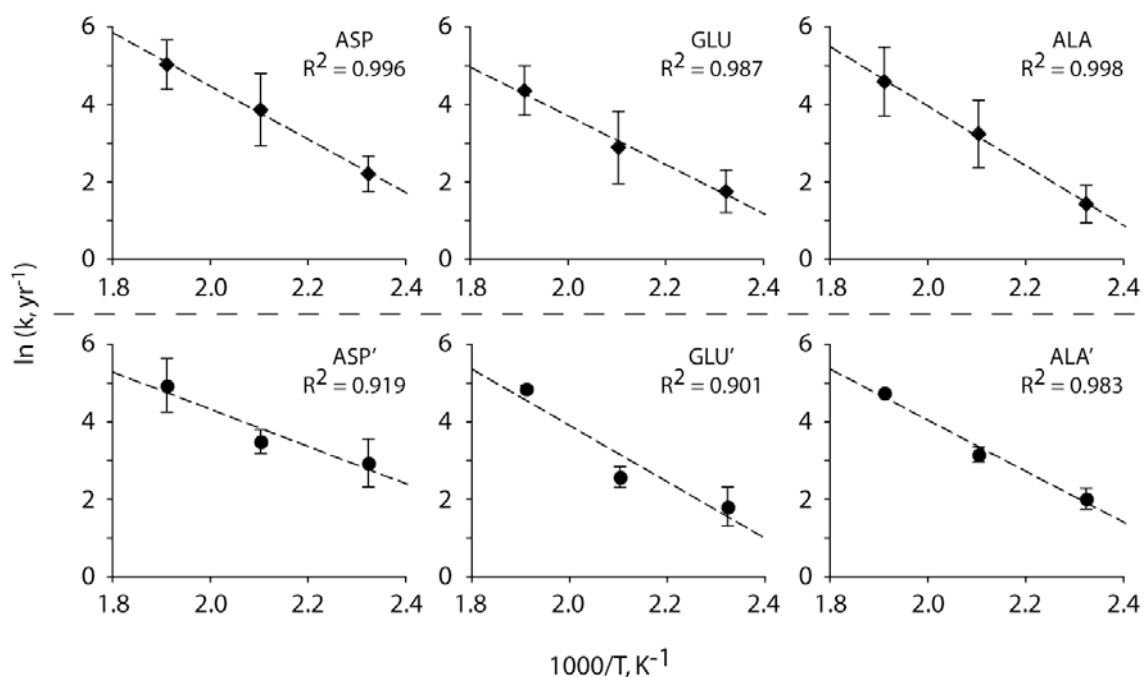 6 ASP 6 GLU 6 ALA
R² = 0.996 R² = 0.987 R² = 0.998
4 4 4
2 2 2
0 0 0
1.8 2.0 2.2 2.4 1.8 2.0 2.2 2.4 1.8 2.0 2.2 2.4
ln (k, yr⁻¹)
6 ASP' 6 GLU' 6 ALA'
R² = 0.919 R² = 0.901 R² = 0.983
4 4 4
2 2 2
0 0 0
1.8 2.0 2.2 2.4 1.8 2.0 2.2 2.4 1.8 2.0 2.2 2.4
1000/T, K⁻¹